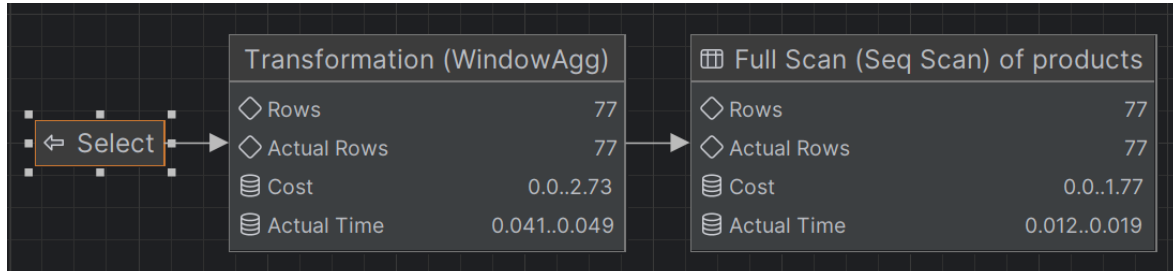 Select
Transformation (WindowAgg)
Rows 77
Actual Rows 77
Cost 0.0..2.73
Actual Time 0.041..0.049
Full Scan (Seq Scan) of products
Rows 77
Actual Rows 77
Cost 0.0..1.77
Actual Time 0.012..0.019